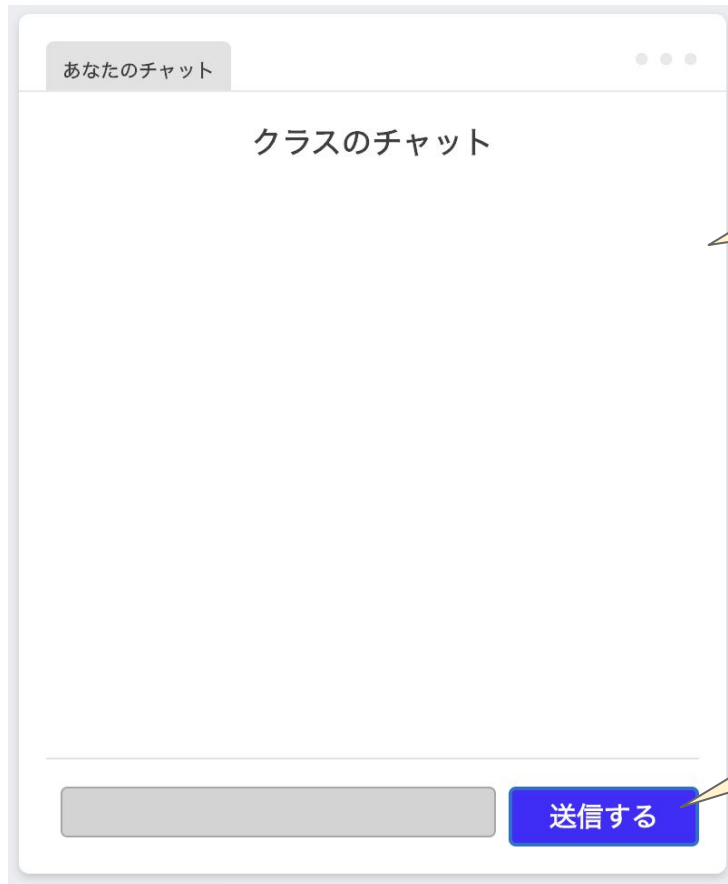 あなたのチャット
クラスのチャット
送信する